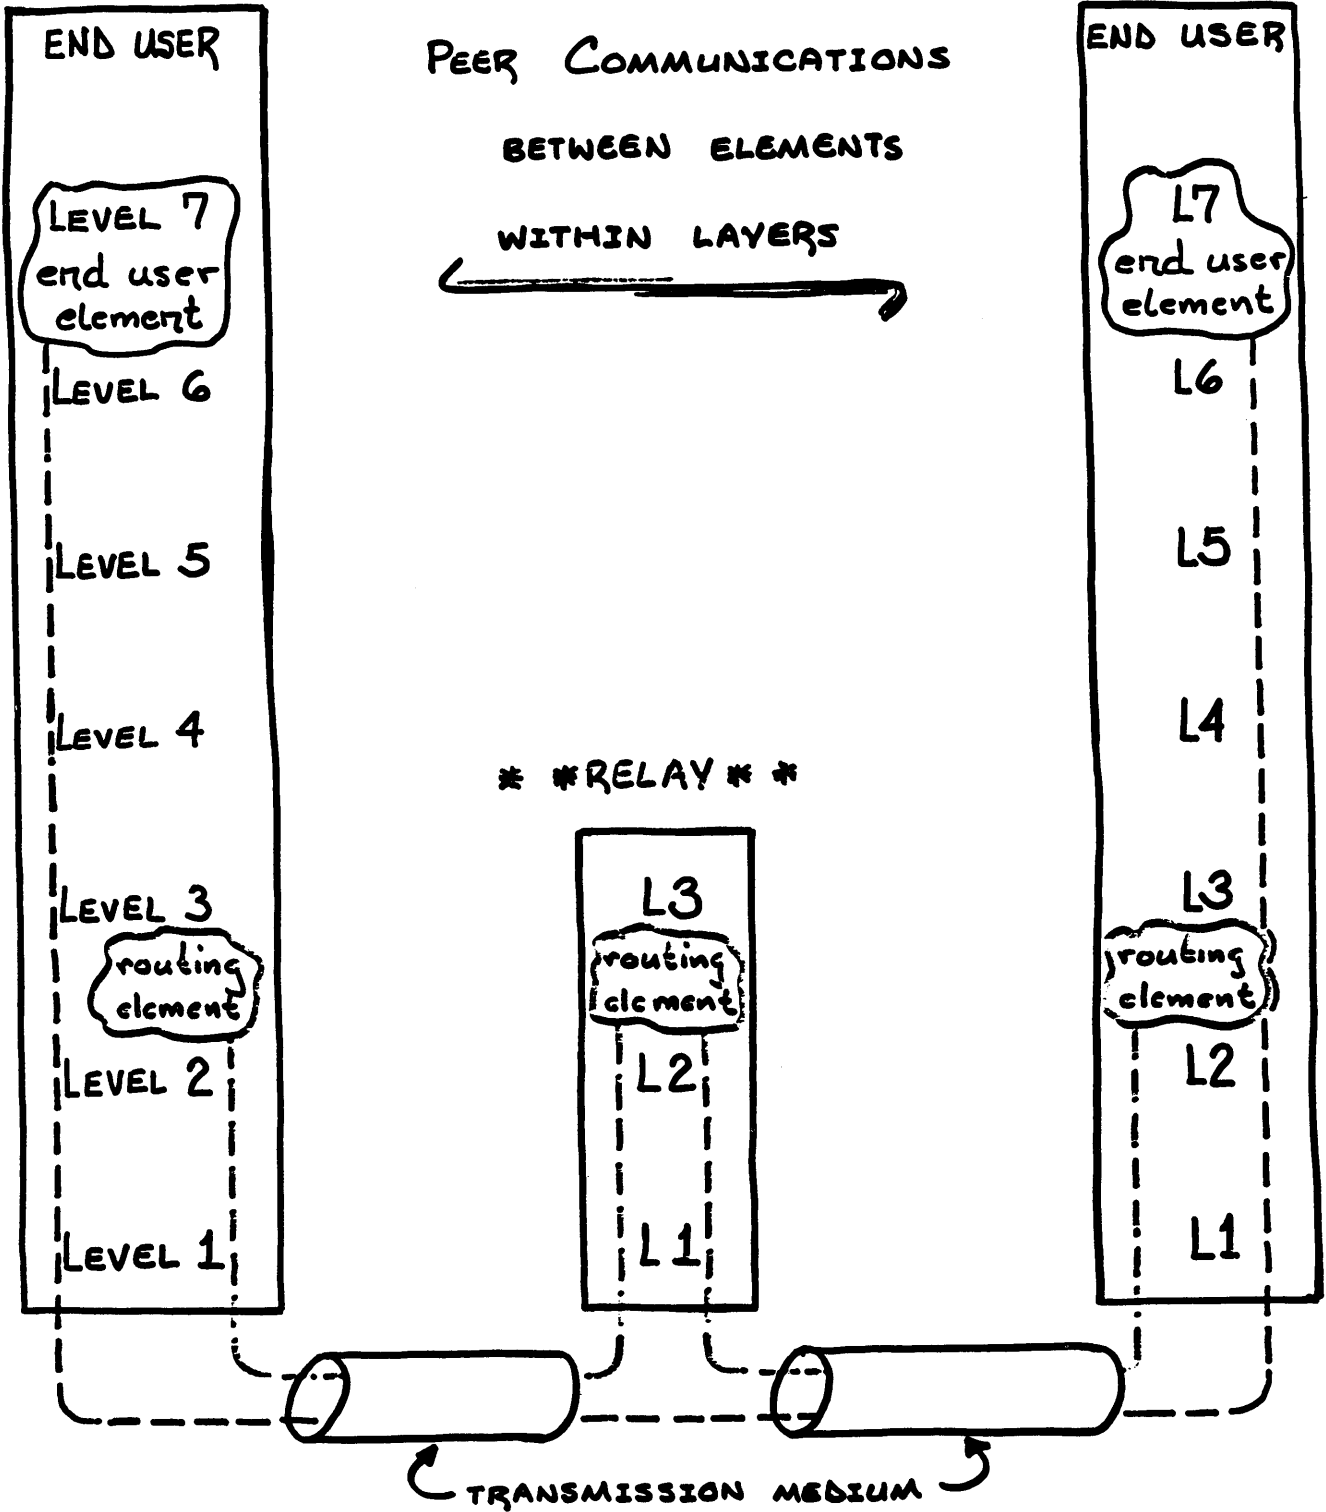 END USER
LEVEL 7
end user
element
LEVEL 6
LEVEL 5
LEVEL 4
LEVEL 3
routing
element
LEVEL 2
LEVEL 1
PEER COMMUNICATIONS
BETWEEN ELEMENTS
WITHIN LAYERS
* *RELAY* *
L3
routing
element
L2
L1
END USER
L7
end user
element
L6
L5
L4
L3
routing
element
L2
L1
TRANSMISSION MEDIUM